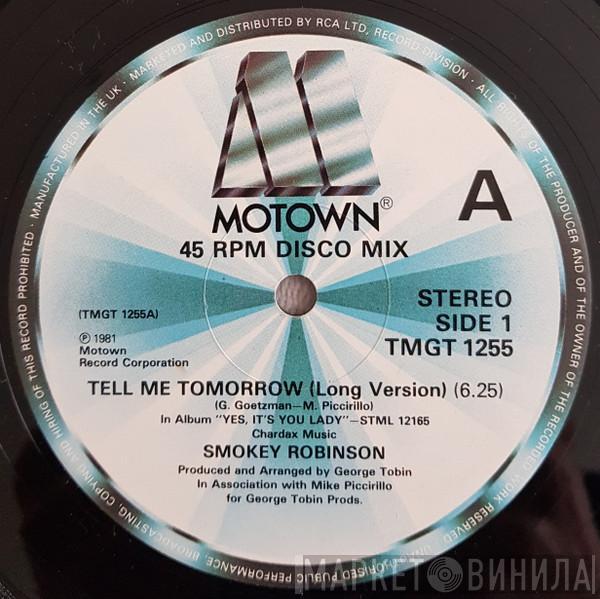 MANUFACTURED IN THE UK · MARKETED AND DISTRIBUTED BY RCA LTD, RECORD DIVISION · ALL RIGHTS OF THE PRODUCER AND OF THE OWNER OF THE RECORDED WORK RESERVED. UNAUTHORISED PUBLIC PERFORMANCE, BROADCASTING, COPYING AND HIRING OF THIS RECORD PROHIBITED ·
MOTOWN®
A
45 RPM DISCO MIX
(TMGT 1255A)
STEREO
SIDE 1
TMGT 1255
℗ 1981
Motown
Record Corporation
TELL ME TOMORROW (Long Version) (6.25)
(G. Goetzman—M. Piccirillo)
In Album "YES, IT'S YOU LADY"—STML 12165
Chardax Music
SMOKEY ROBINSON
Produced and Arranged by George Tobin
In Association with Mike Piccirillo
for George Tobin Prods.
МАРКЕТ ВИНИЛА